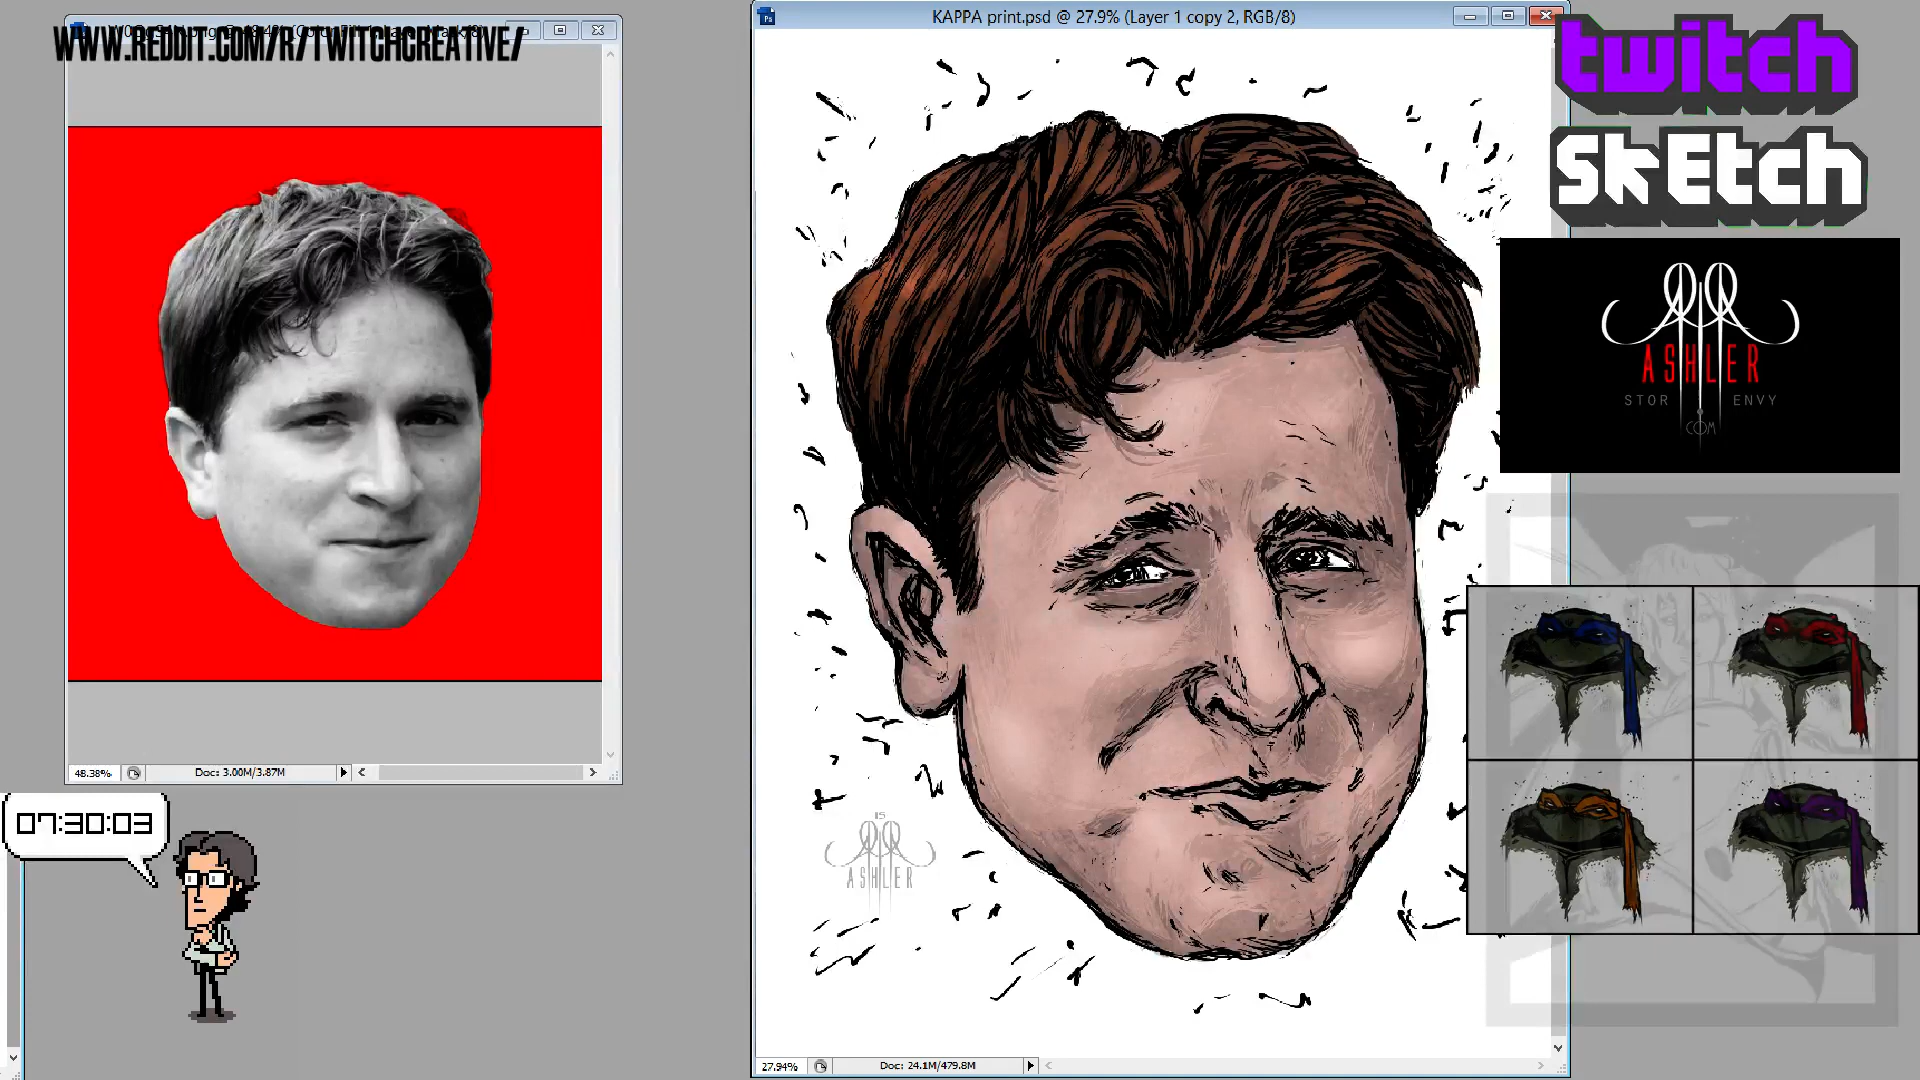 WWW.REDDIT.COM/R/TWITCHCREATIVE/
KAPPA print.psd @ 27.9% (Layer 1 copy 2, RGB/8)
twitch
SkEtch
ASHLER
STOR ENVY
COM
48.38%
Doc: 3.00M/3.87M
07:30:03
15
ASHLER
27.94%
Doc: 24.1M/479.8M